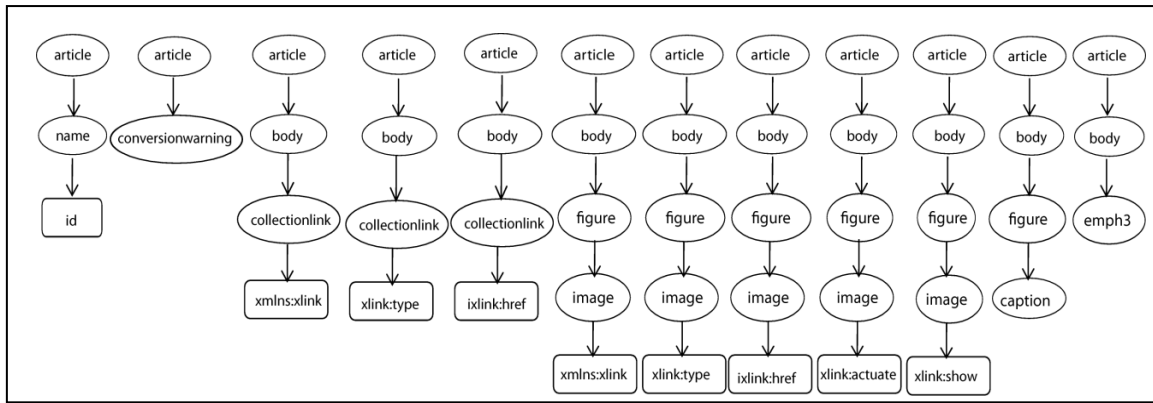 article article article article article article article article article article article article
name conversionwarning body body body body body body body body body body
id collectionlink collectionlink collectionlink figure figure figure figure figure figure emph3
xmlns:xlink xlink:type ixlink:href image image image image image caption
xmlns:xlink xlink:type ixlink:href xlink:actuate xlink:show